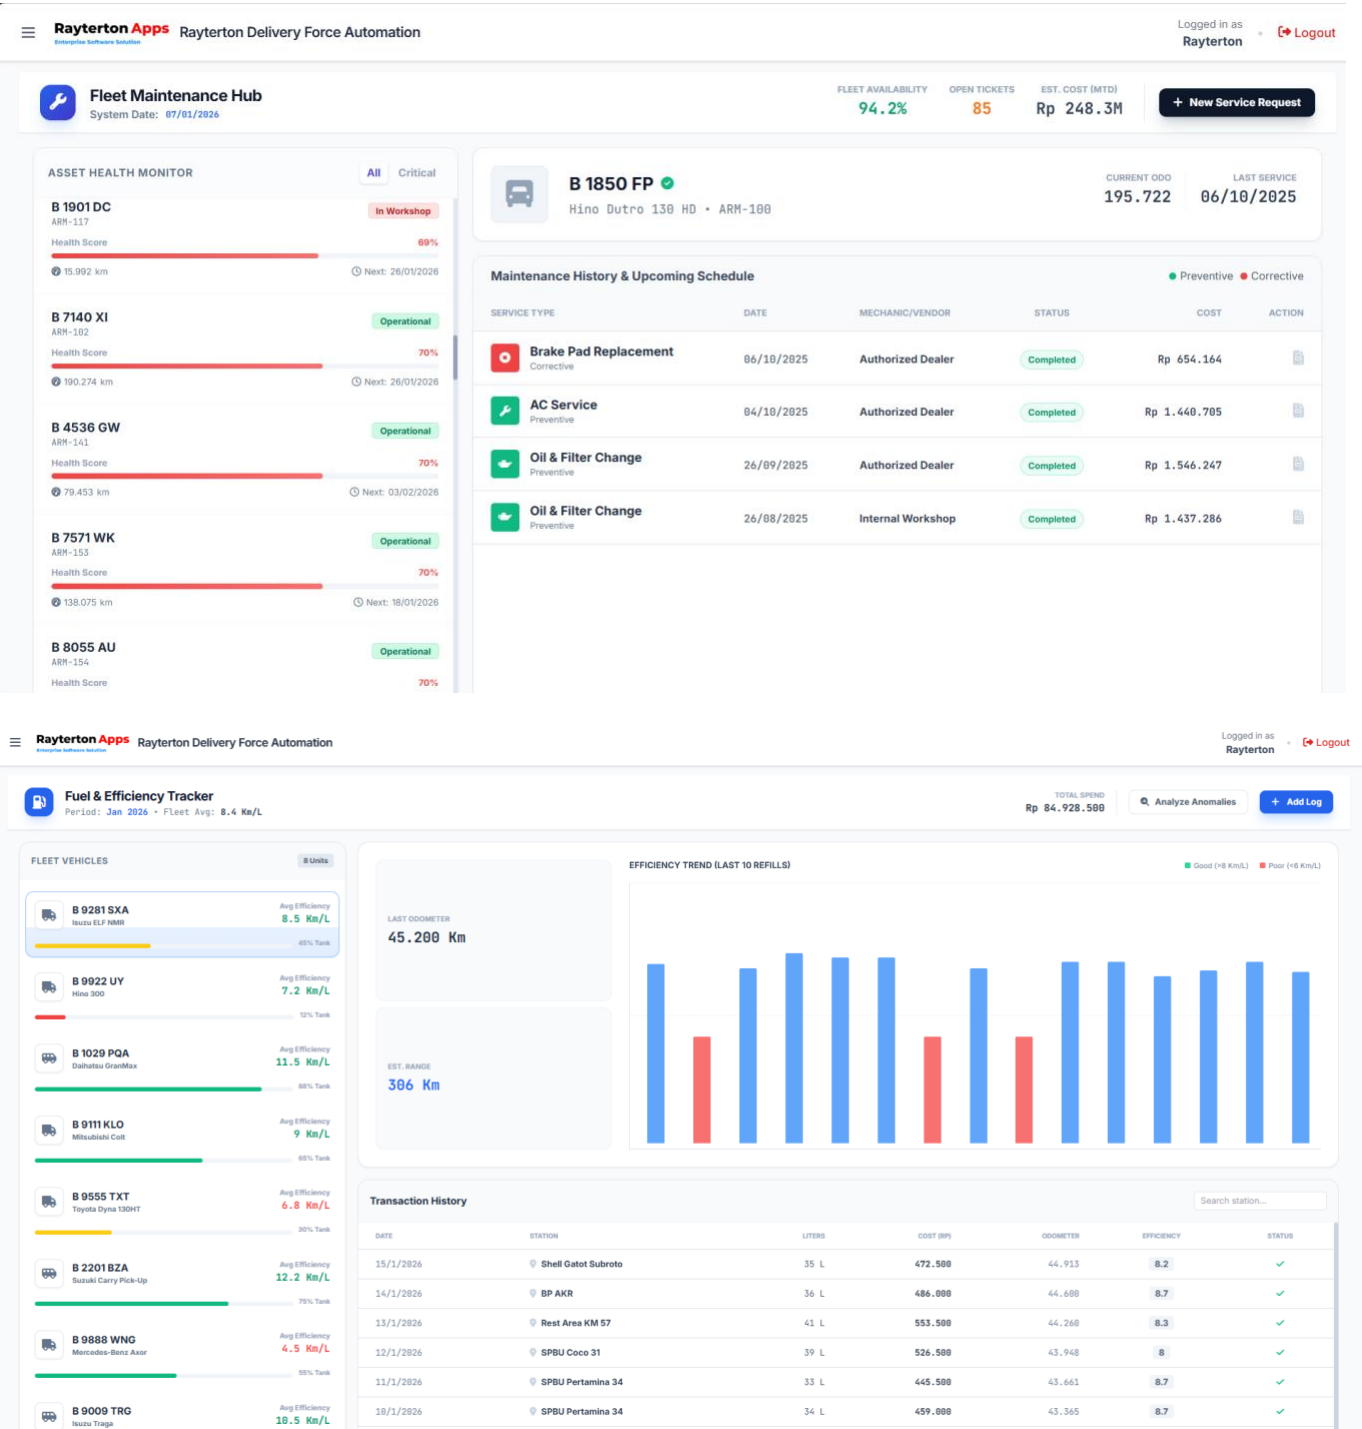 Rayterton Apps
Enterprise Software Solution
Rayterton Delivery Force Automation
Logged in as
Rayterton
Logout
Fleet Maintenance Hub
System Date: 07/01/2026
FLEET AVAILABILITY
94.2%
OPEN TICKETS
85
EST. COST (MTD)
Rp 248.3M
+ New Service Request
ASSET HEALTH MONITOR
All
Critical
B 1901 DC
ARM-117
In Workshop
Health Score
69%
15.992 km
Next: 26/01/2026
B 7140 XI
ARM-102
Operational
Health Score
70%
190.274 km
Next: 26/01/2026
B 4536 GW
ARM-141
Operational
Health Score
70%
79.453 km
Next: 03/02/2026
B 7571 WK
ARM-153
Operational
Health Score
70%
138.075 km
Next: 18/01/2026
B 8055 AU
ARM-154
Operational
Health Score
70%
B 1850 FP
Hino Dutro 130 HD • ARM-100
CURRENT ODO
195.722
LAST SERVICE
06/10/2025
Maintenance History & Upcoming Schedule
Preventive
Corrective
SERVICE TYPE DATE MECHANIC/VENDOR STATUS COST ACTION
Brake Pad Replacement
Corrective
06/10/2025 Authorized Dealer Completed Rp 654.164
AC Service
Preventive
04/10/2025 Authorized Dealer Completed Rp 1.440.705
Oil & Filter Change
Preventive
26/09/2025 Authorized Dealer Completed Rp 1.546.247
Oil & Filter Change
Preventive
26/08/2025 Internal Workshop Completed Rp 1.437.286
Rayterton Apps
Enterprise Software Solution
Rayterton Delivery Force Automation
Logged in as
Rayterton
Logout
Fuel & Efficiency Tracker
Period: Jan 2026 • Fleet Avg: 8.4 Km/L
TOTAL SPEND
Rp 84.928.500
Analyze Anomalies
+ Add Log
FLEET VEHICLES
8 Units
B 9281 SXA
Isuzu ELF NMR
Avg Efficiency
8.5 Km/L
45% Tank
B 9922 UY
Hino 300
Avg Efficiency
7.2 Km/L
12% Tank
B 1029 PQA
Daihatsu GranMax
Avg Efficiency
11.5 Km/L
88% Tank
B 9111 KLO
Mitsubishi Colt
Avg Efficiency
9 Km/L
65% Tank
B 9555 TXT
Toyota Dyna 130HT
Avg Efficiency
6.8 Km/L
30% Tank
B 2201 BZA
Suzuki Carry Pick-Up
Avg Efficiency
12.2 Km/L
75% Tank
B 9888 WNG
Mercedes-Benz Axor
Avg Efficiency
4.5 Km/L
55% Tank
B 9009 TRG
Isuzu Traga
Avg Efficiency
10.5 Km/L
LAST ODOMETER
45.200 Km
EST. RANGE
306 Km
EFFICIENCY TREND (LAST 10 REFILLS)
Good (>8 Km/L)
Poor (<6 Km/L)
Transaction History
Search station...
DATE STATION LITERS COST (RP) ODOMETER EFFICIENCY STATUS
15/1/2026 Shell Gatot Subroto 35 L 472.500 44.913 8.2
14/1/2026 BP AKR 36 L 486.000 44.600 8.7
13/1/2026 Rest Area KM 57 41 L 553.500 44.260 8.3
12/1/2026 SPBU Coco 31 39 L 526.500 43.948 8
11/1/2026 SPBU Pertamina 34 33 L 445.500 43.661 8.7
10/1/2026 SPBU Pertamina 34 34 L 459.000 43.365 8.7